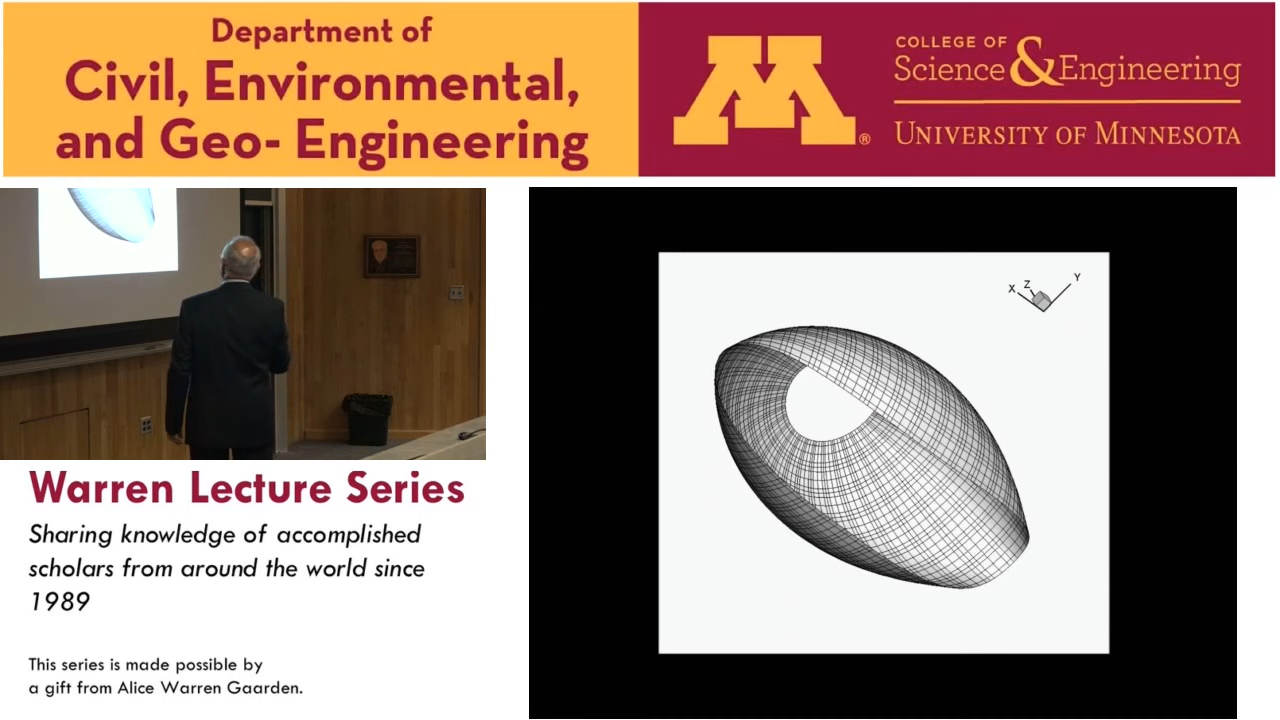 Department of
Civil, Environmental,
and Geo- Engineering
M®
COLLEGE OF
Science & Engineering
UNIVERSITY OF MINNESOTA
X Z Y
Warren Lecture Series
Sharing knowledge of accomplished
scholars from around the world since
1989
This series is made possible by
a gift from Alice Warren Gaarden.